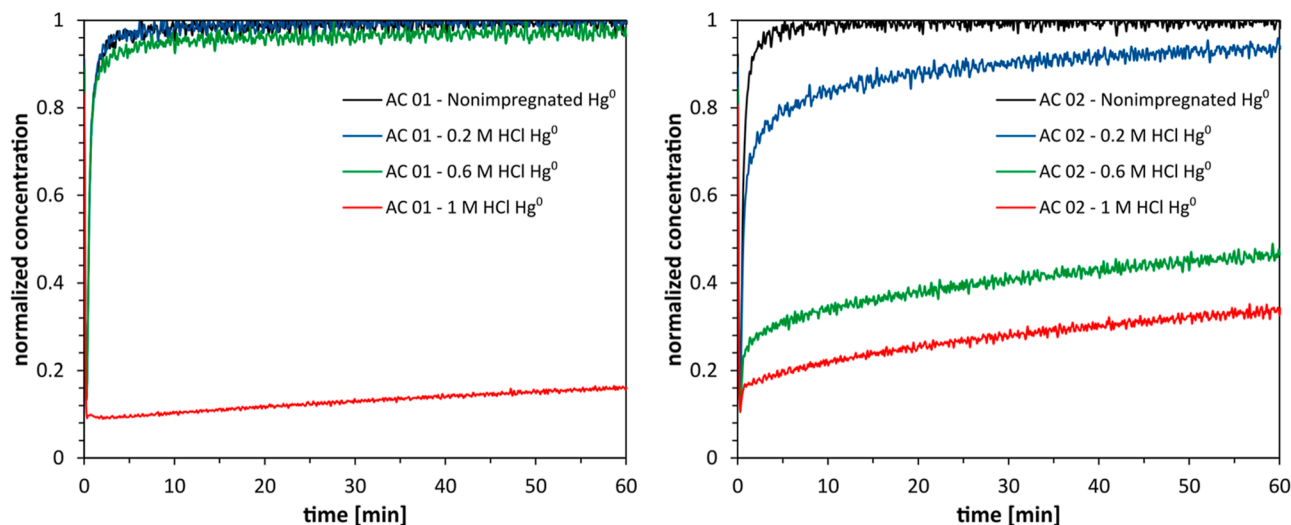 normalized concentration
1
0.8
0.6
0.4
0.2
0
0 10 20 30 40 50 60
time [min]
AC 01 - Nonimpregnated Hg⁰
AC 01 - 0.2 M HCl Hg⁰
AC 01 - 0.6 M HCl Hg⁰
AC 01 - 1 M HCl Hg⁰
normalized concentration
1
0.8
0.6
0.4
0.2
0
0 10 20 30 40 50 60
time [min]
AC 02 - Nonimpregnated Hg⁰
AC 02 - 0.2 M HCl Hg⁰
AC 02 - 0.6 M HCl Hg⁰
AC 02 - 1 M HCl Hg⁰